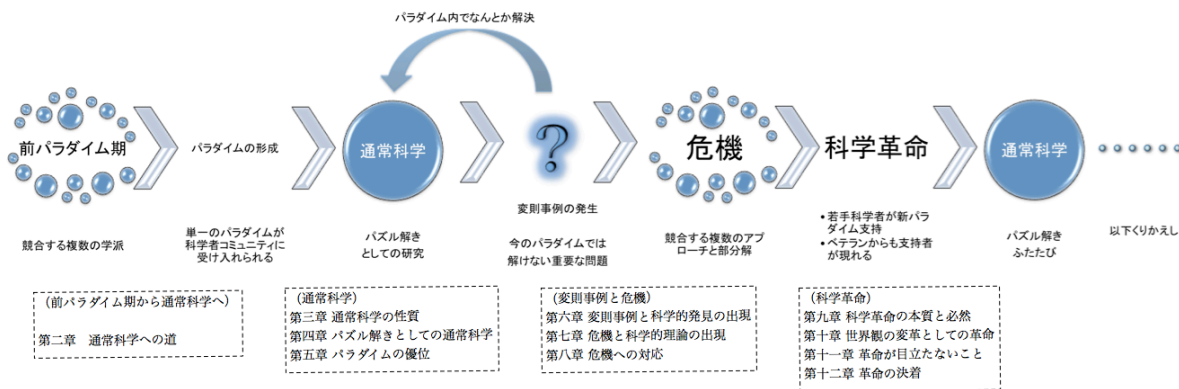 パラダイム内でなんとか解決
前パラダイム期
パラダイムの形成
通常科学
?
危機
科学革命
通常科学
競合する複数の学派
単一のパラダイムが
科学者コミュニティに
受け入れられる
パズル解き
としての研究
変則事例の発生
今のパラダイムでは
解けない重要な問題
競合する複数のアプ
ローチと部分解
•若手科学者が新パラ
ダイム支持
•ベテランからも支持者
が現れる
パズル解き
ふたたび
以下くりかえし
(前パラダイム期から通常科学へ)
第二章 通常科学への道
(通常科学)
第三章 通常科学の性質
第四章 パズル解きとしての通常科学
第五章 パラダイムの優位
(変則事例と危機)
第六章 変則事例と科学的発見の出現
第七章 危機と科学的理論の出現
第八章 危機への対応
(科学革命)
第九章 科学革命の本質と必然
第十章 世界観の変革としての革命
第十一章 革命が目立たないこと
第十二章 革命の決着